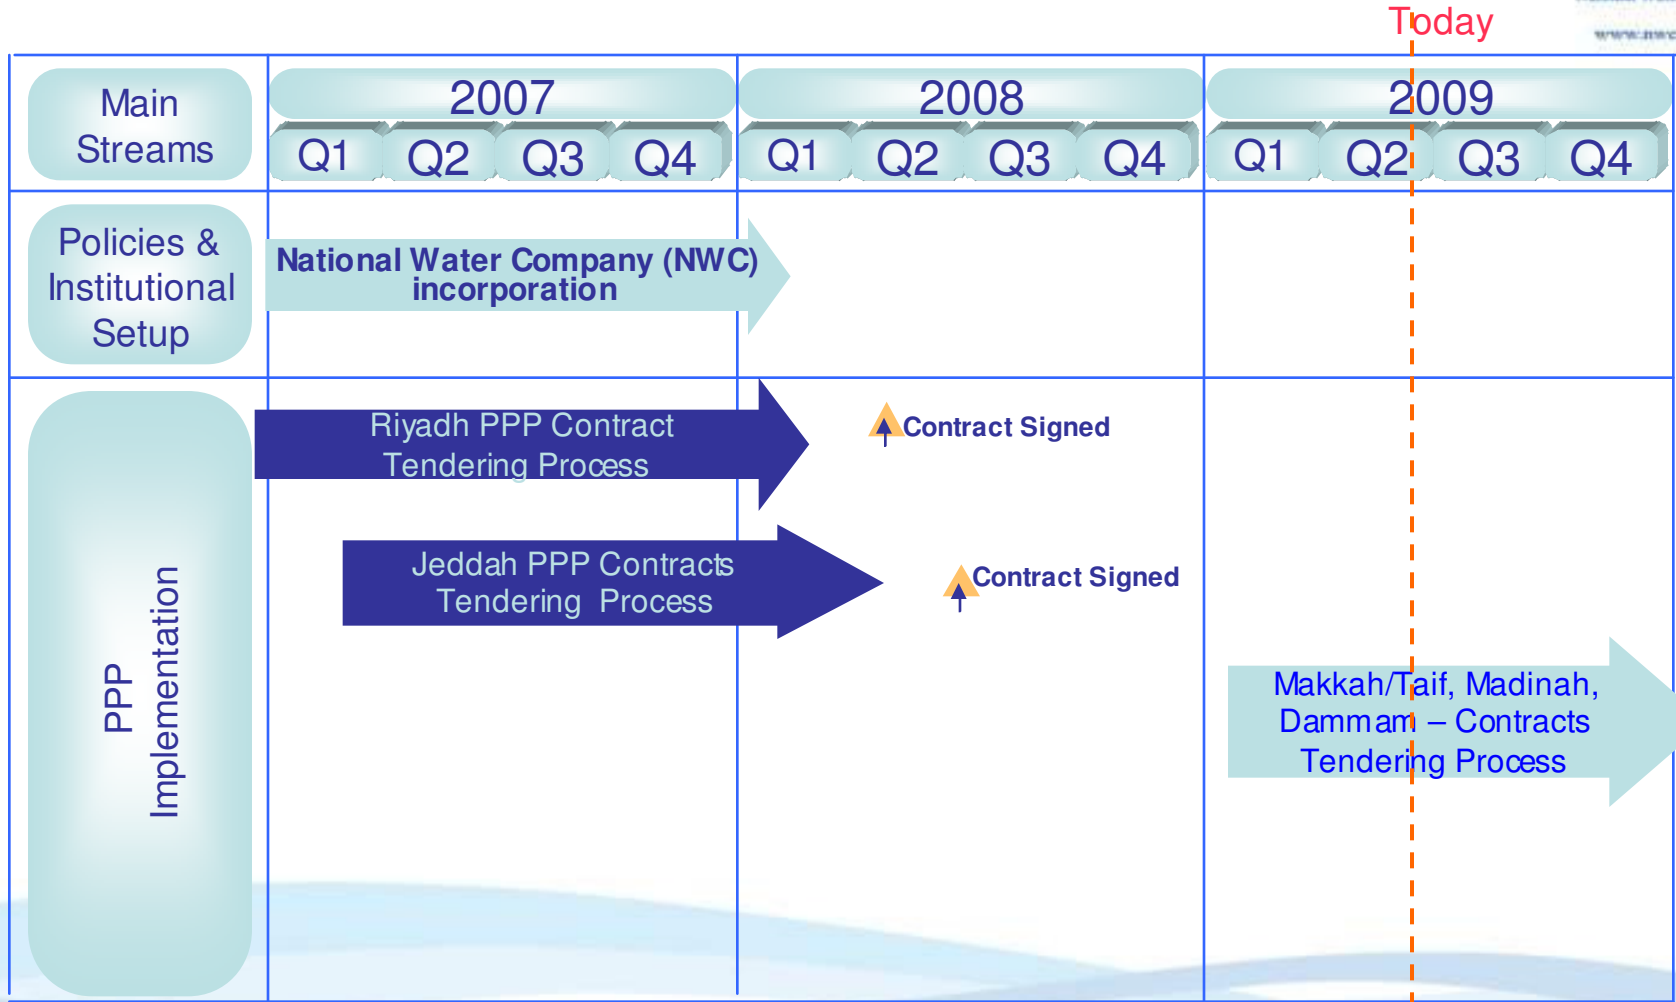 Today
Main
Streams
2007
2008
2009
Q1 Q2 Q3 Q4 Q1 Q2 Q3 Q4 Q1 Q2 Q3 Q4
Policies &
Institutional
Setup
National Water Company (NWC)
incorporation
PPP
Implementation
Riyadh PPP Contract
Tendering Process
Contract Signed
Jeddah PPP Contracts
Tendering Process
Contract Signed
Makkah/Taif, Madinah,
Dammam – Contracts
Tendering Process